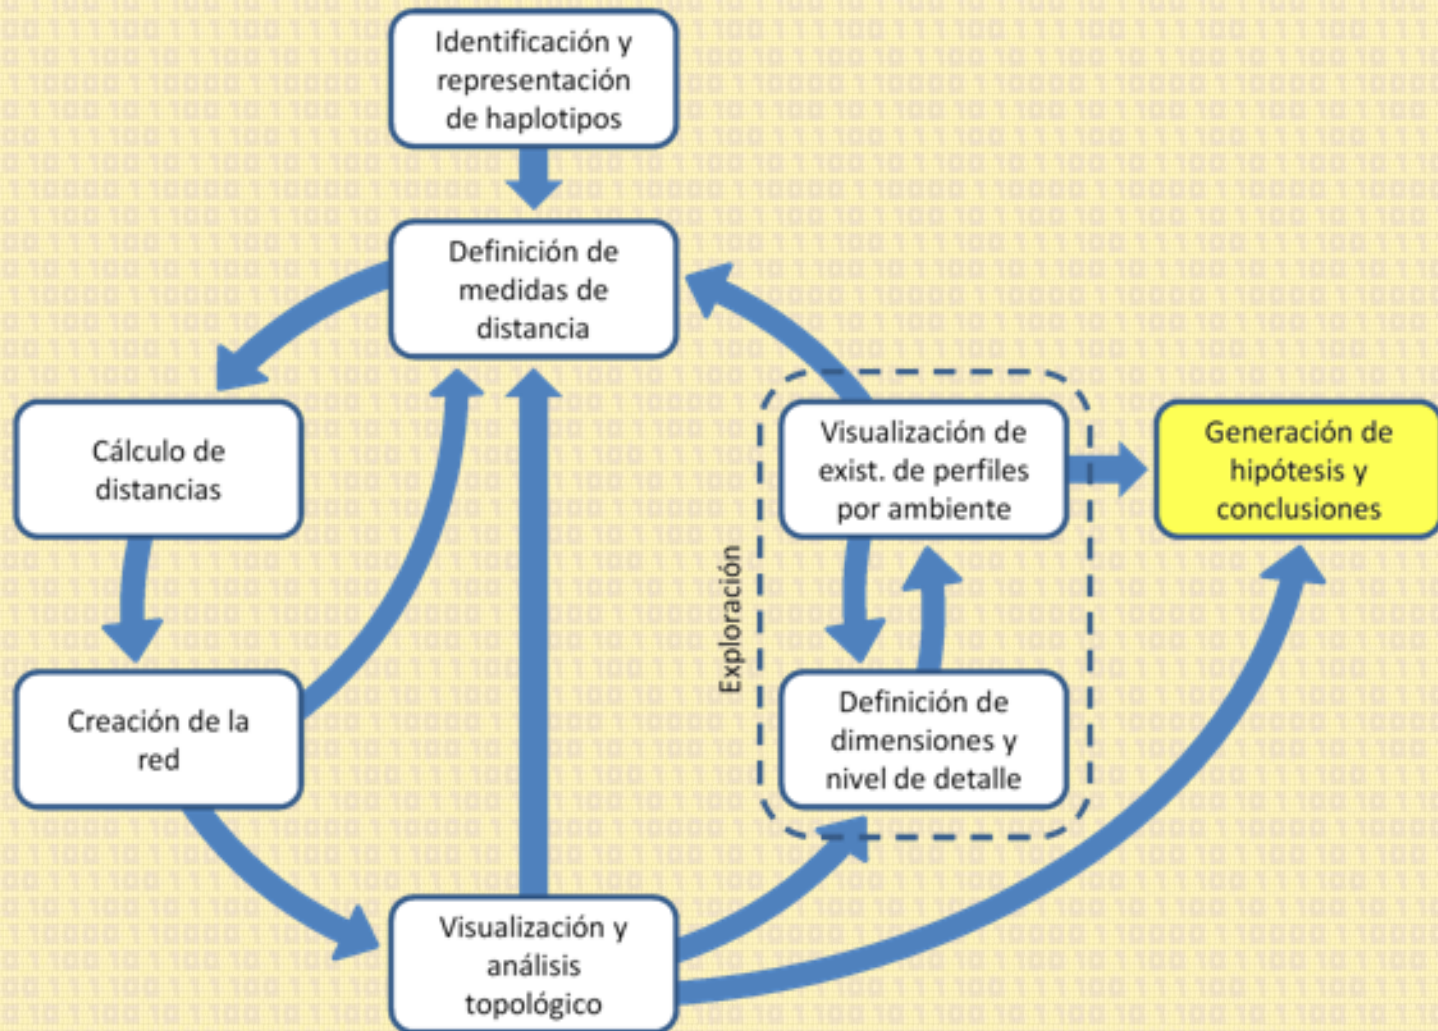 Identificación y
representación
de haplotipos
Definición de
medidas de
distancia
Cálculo de
distancias
Visualización de
exist. de perfiles
por ambiente
Generación de
hipótesis y
conclusiones
Exploración
Creación de la
red
Definición de
dimensiones y
nivel de detalle
Visualización y
análisis
topológico